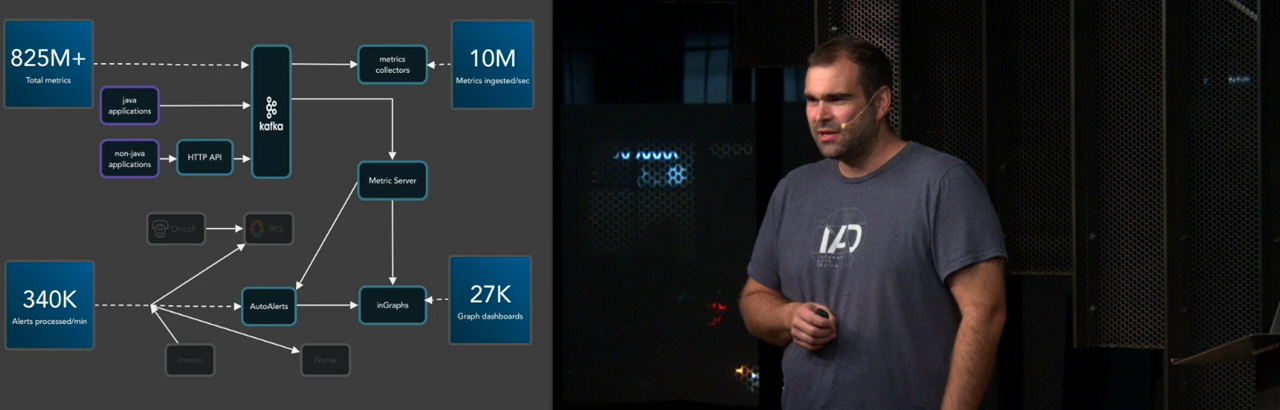 825M+
Total metrics
java
applications
non-java
applications
HTTP API
kafka
metrics
collectors
10M
Metrics ingested/sec
Metric Server
Oncall
IRIS
340K
Alerts processed/min
AutoAlerts
inGraphs
27K
Graph dashboards
Nurse